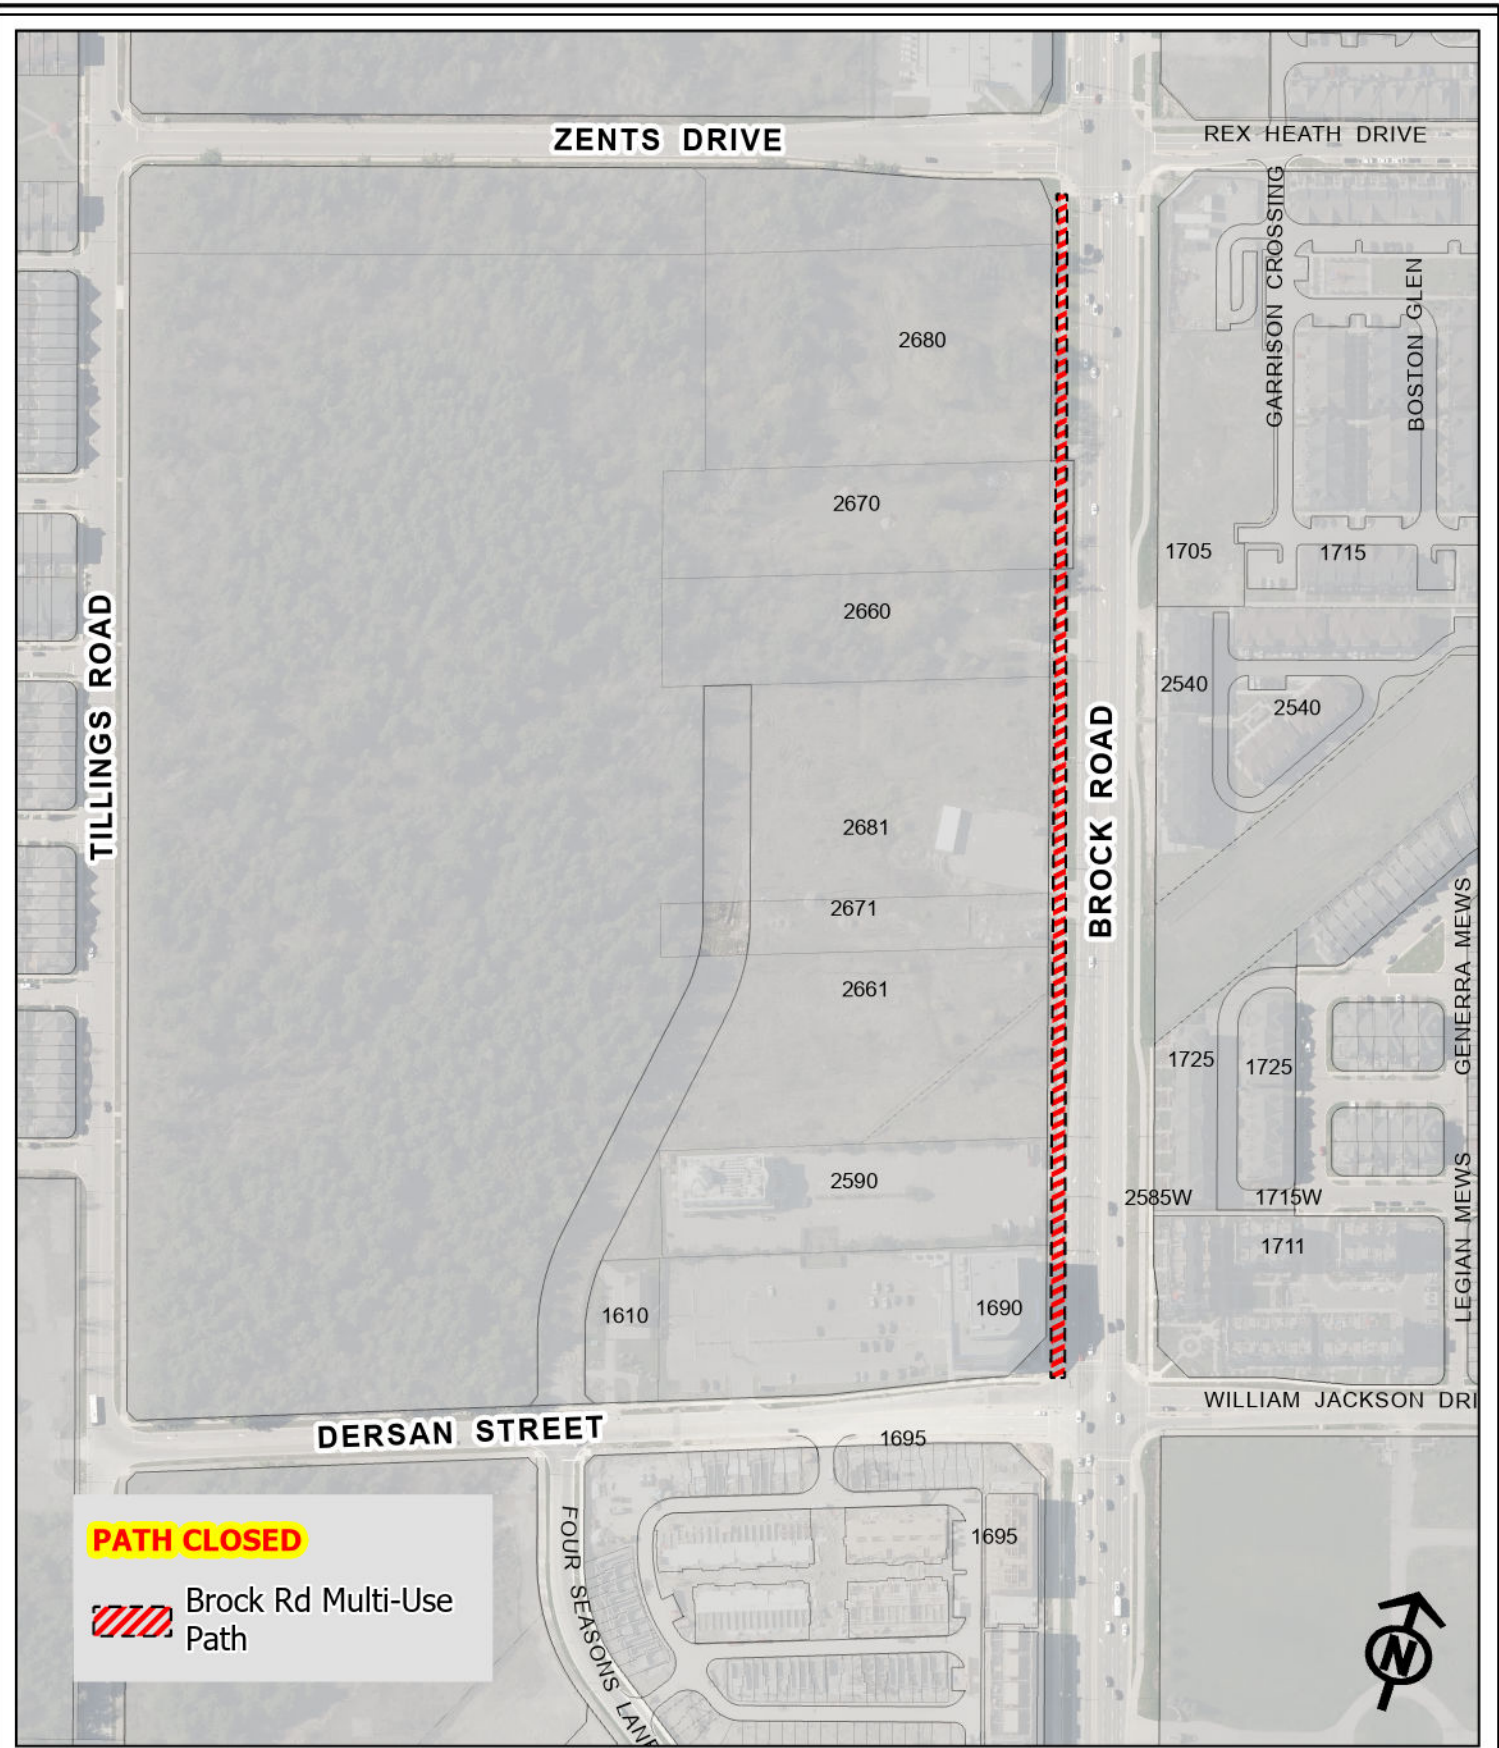 ZENTS DRIVE
REX HEATH DRIVE
GARRISON CROSSING
BOSTON GLEN
2680
2670
1705
1715
2660
TILLINGS ROAD
2540
2540
BROCK ROAD
2681
2671
GENERRA MEWS
2661
1725
1725
2590
2585W
1715W
LEGIAN MEWS
1711
1610
1690
WILLIAM JACKSON DRI
DERSAN STREET
1695
FOUR SEASONS LANE
1695
PATH CLOSED
Brock Rd Multi-Use
Path
N